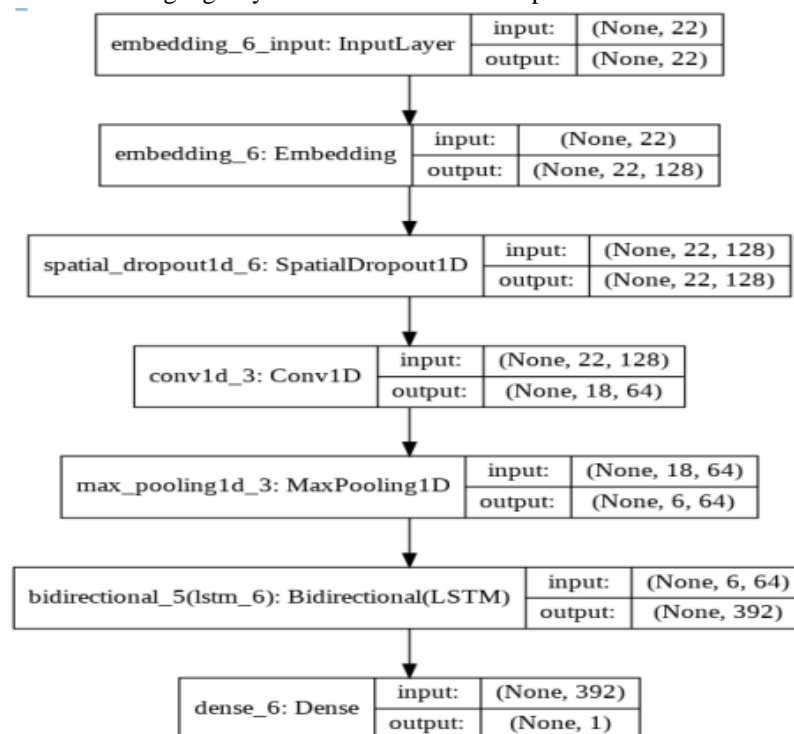 embedding_6_input: InputLayer
input: (None, 22)
output: (None, 22)
embedding_6: Embedding
input: (None, 22)
output: (None, 22, 128)
spatial_dropout1d_6: SpatialDropout1D
input: (None, 22, 128)
output: (None, 22, 128)
conv1d_3: Conv1D
input: (None, 22, 128)
output: (None, 18, 64)
max_pooling1d_3: MaxPooling1D
input: (None, 18, 64)
output: (None, 6, 64)
bidirectional_5(lstm_6): Bidirectional(LSTM)
input: (None, 6, 64)
output: (None, 392)
dense_6: Dense
input: (None, 392)
output: (None, 1)